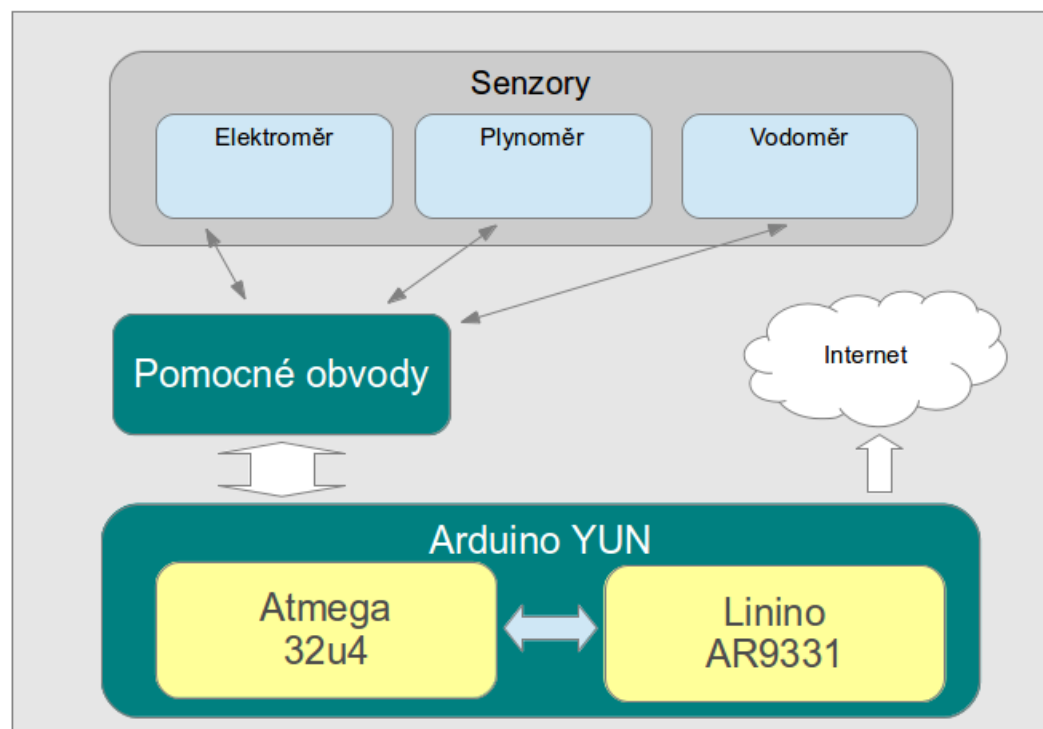 Senzory
Elektroměr
Plynoměr
Vodoměr
Pomocné obvody
Internet
Arduino YUN
Atmega
32u4
Linino
AR9331